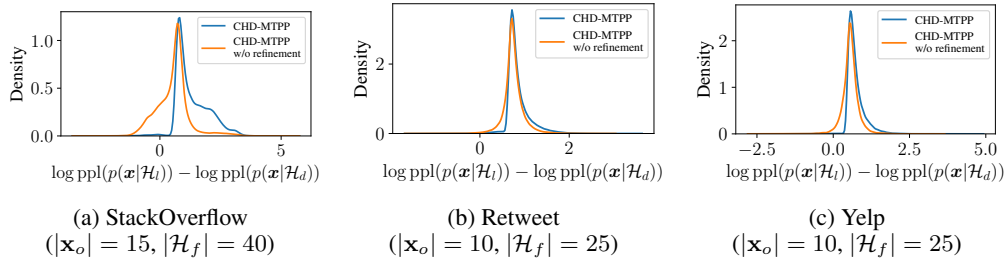 Density
1.0
0.5
0.0
0
5
CHD-MTPP
CHD-MTPP
w/o refinement
log ppl(p(x|H_l)) − log ppl(p(x|H_d))
(a) StackOverflow
(|x_o| = 15, |H_f| = 40)
Density
2
0
0
2
CHD-MTPP
CHD-MTPP
w/o refinement
log ppl(p(x|H_l)) − log ppl(p(x|H_d))
(b) Retweet
(|x_o| = 10, |H_f| = 25)
Density
2
1
0
−2.5
0.0
2.5
5.0
CHD-MTPP
CHD-MTPP
w/o refinement
log ppl(p(x|H_l)) − log ppl(p(x|H_d))
(c) Yelp
(|x_o| = 10, |H_f| = 25)